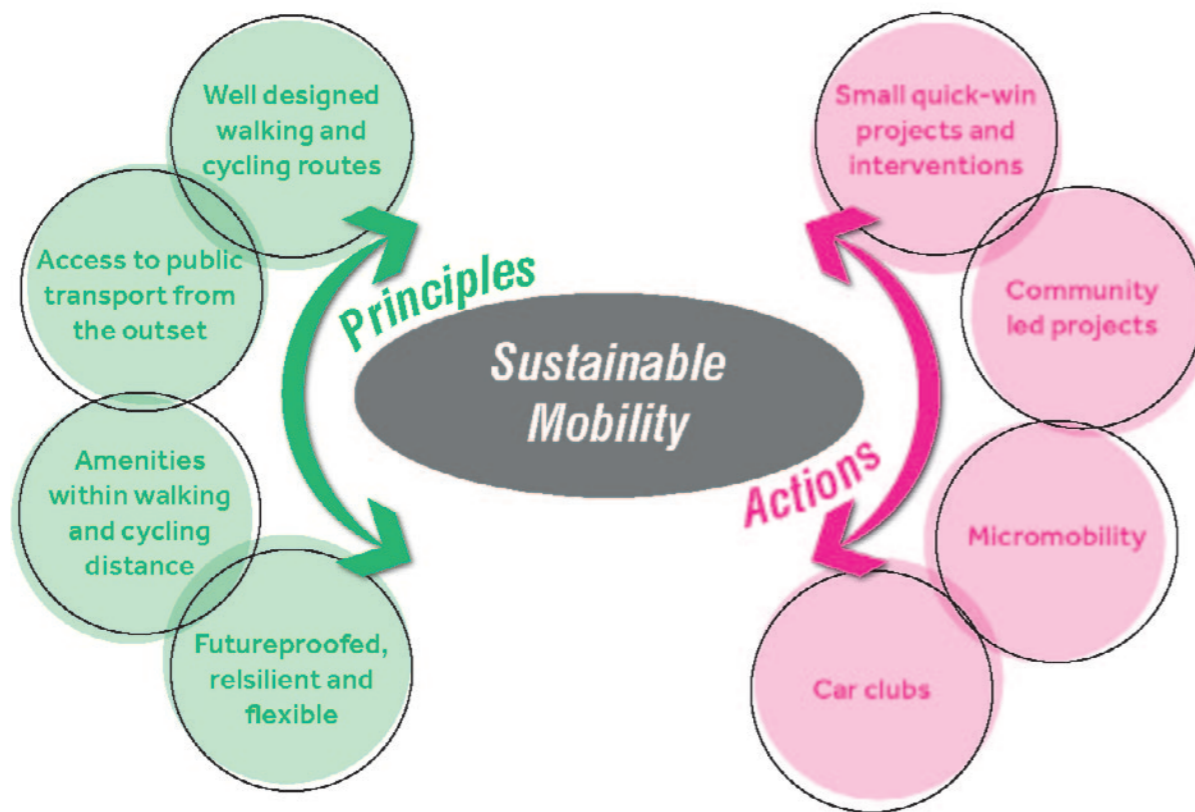 Well designed
walking and
cycling routes
Access to public
transport from
the outset
Amenities
within walking
and cycling
distance
Futureproofed,
relsilient and
flexible
Principles
Sustainable
Mobility
Actions
Small quick-win
projects and
interventions
Community
led projects
Micromobility
Car clubs